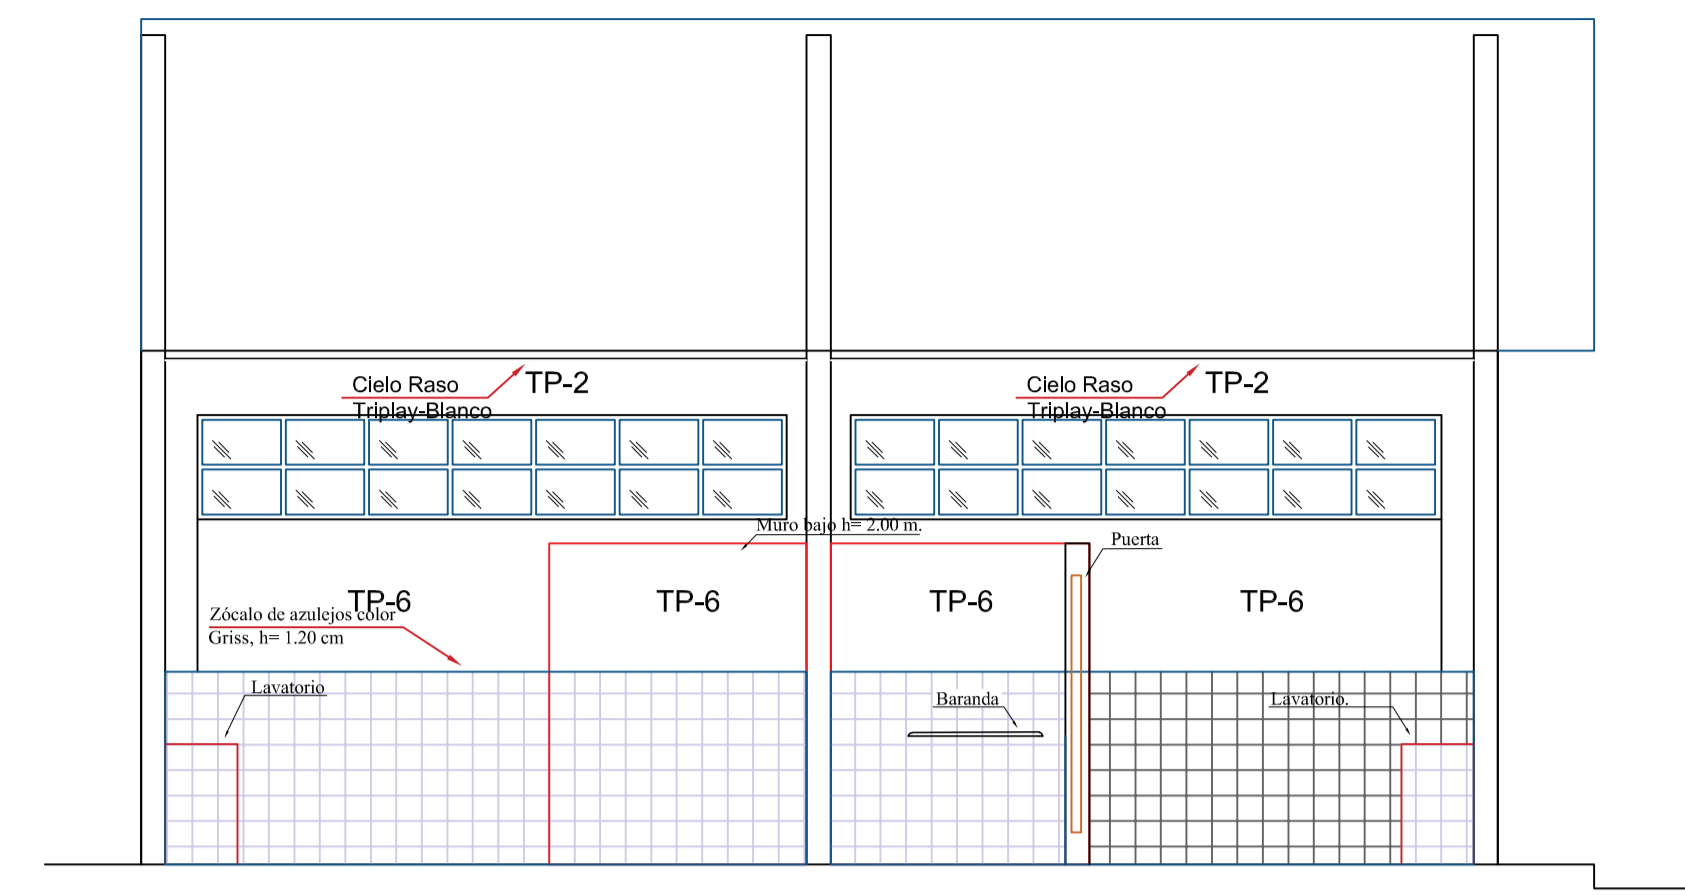 Cielo Raso
Triplay-Blanco
TP-2
Cielo Raso
Triplay-Blanco
TP-2
Muro bajo h= 2.00 m.
Puerta
TP-6
Zócalo de azulejos color
Griss, h= 1.20 cm
TP-6
TP-6
TP-6
Lavatorio
Baranda
Lavatorio.